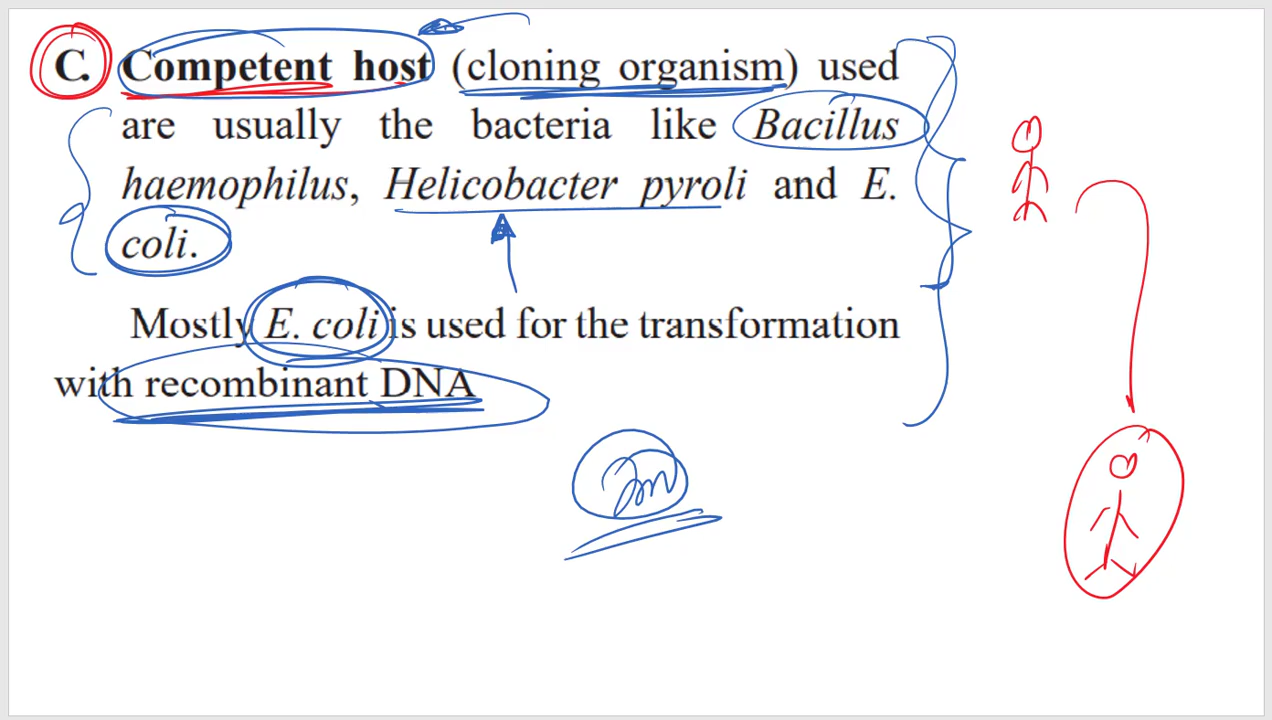 C. Competent host (cloning organism) used
are usually the bacteria like Bacillus
haemophilus, Helicobacter pyroli and E.
coli.
Mostly E. coli is used for the transformation
with recombinant DNA